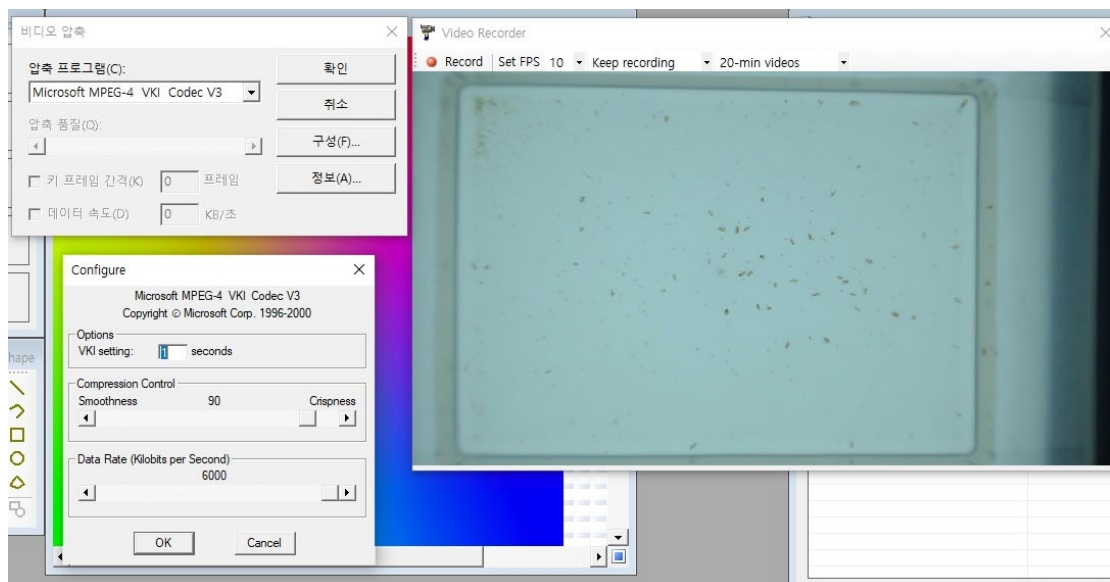 비디오 압축
압축 프로그램(C):
Microsoft MPEG-4 VKI Codec V3
압축 품질(Q):
키 프레임 간격(K) 0 프레임
데이터 속도(D) 0 KB/초
확인
취소
구성(F)...
정보(A)...
Video Recorder
Record Set FPS 10 Keep recording 20-min videos
Configure
Microsoft MPEG-4 VKI Codec V3
Copyright © Microsoft Corp. 1996-2000
Options
VKI setting: 1 seconds
Compression Control
Smoothness 90 Crispness
Data Rate (Kilobits per Second)
6000
OK Cancel
hape